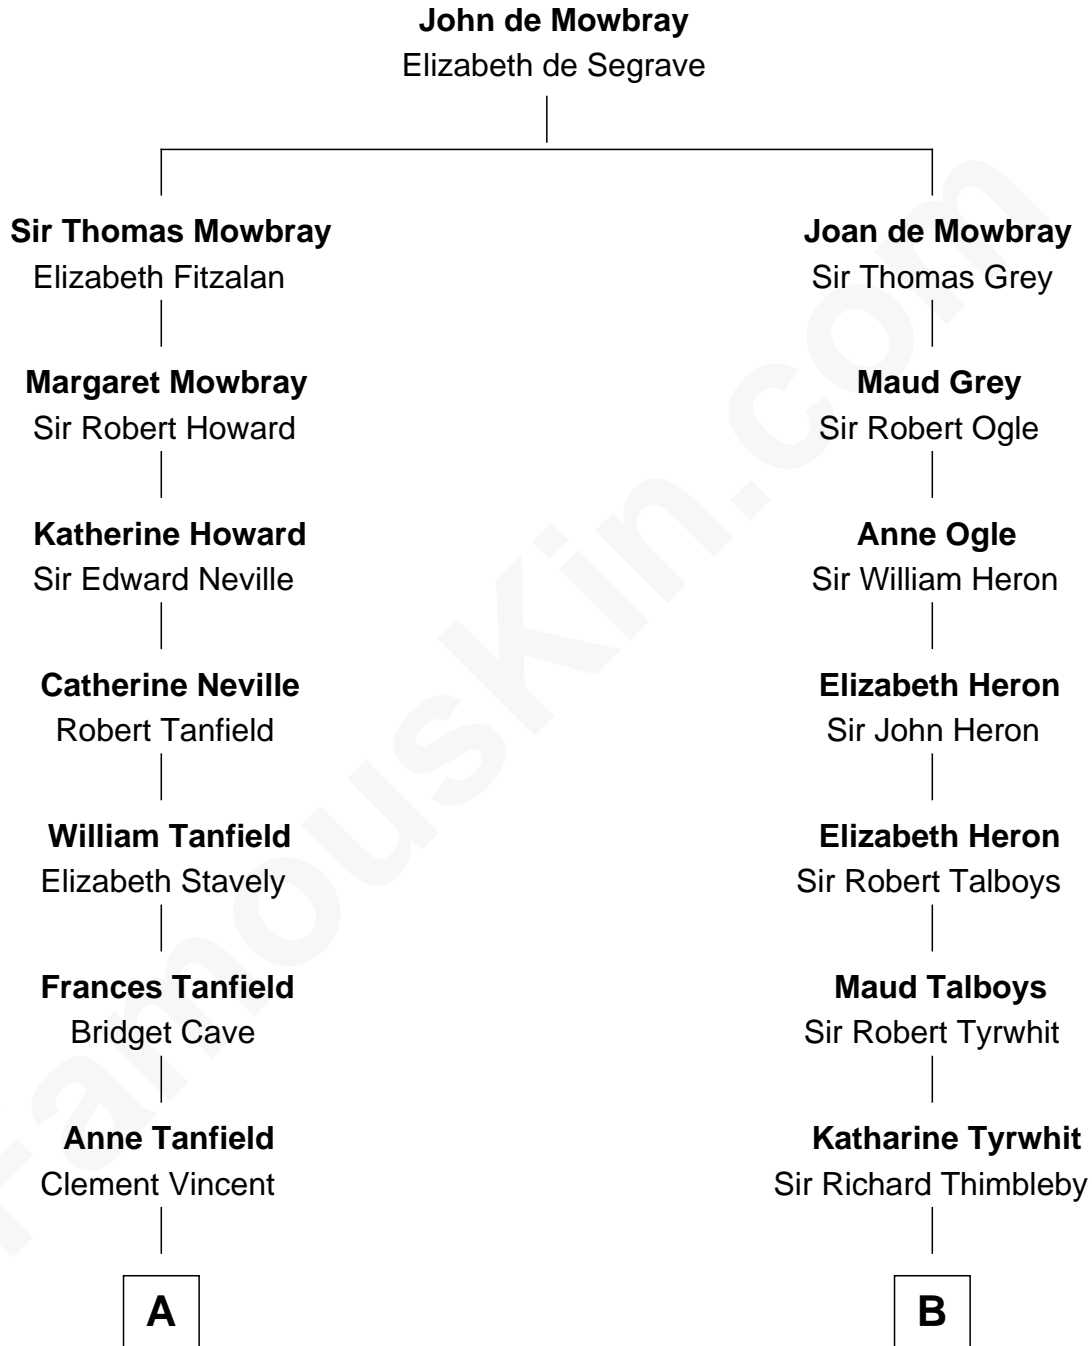 John de Mowbray
Elizabeth de Segrave
Sir Thomas Mowbray
Elizabeth Fitzalan
Joan de Mowbray
Sir Thomas Grey
Margaret Mowbray
Sir Robert Howard
Maud Grey
Sir Robert Ogle
Katherine Howard
Sir Edward Neville
Anne Ogle
Sir William Heron
Catherine Neville
Robert Tanfield
Elizabeth Heron
Sir John Heron
William Tanfield
Elizabeth Stavely
Elizabeth Heron
Sir Robert Talboys
Frances Tanfield
Bridget Cave
Maud Talboys
Sir Robert Tyrwhit
Anne Tanfield
Clement Vincent
Katharine Tyrwhit
Sir Richard Thimbleby
A
B
FamousKin.com